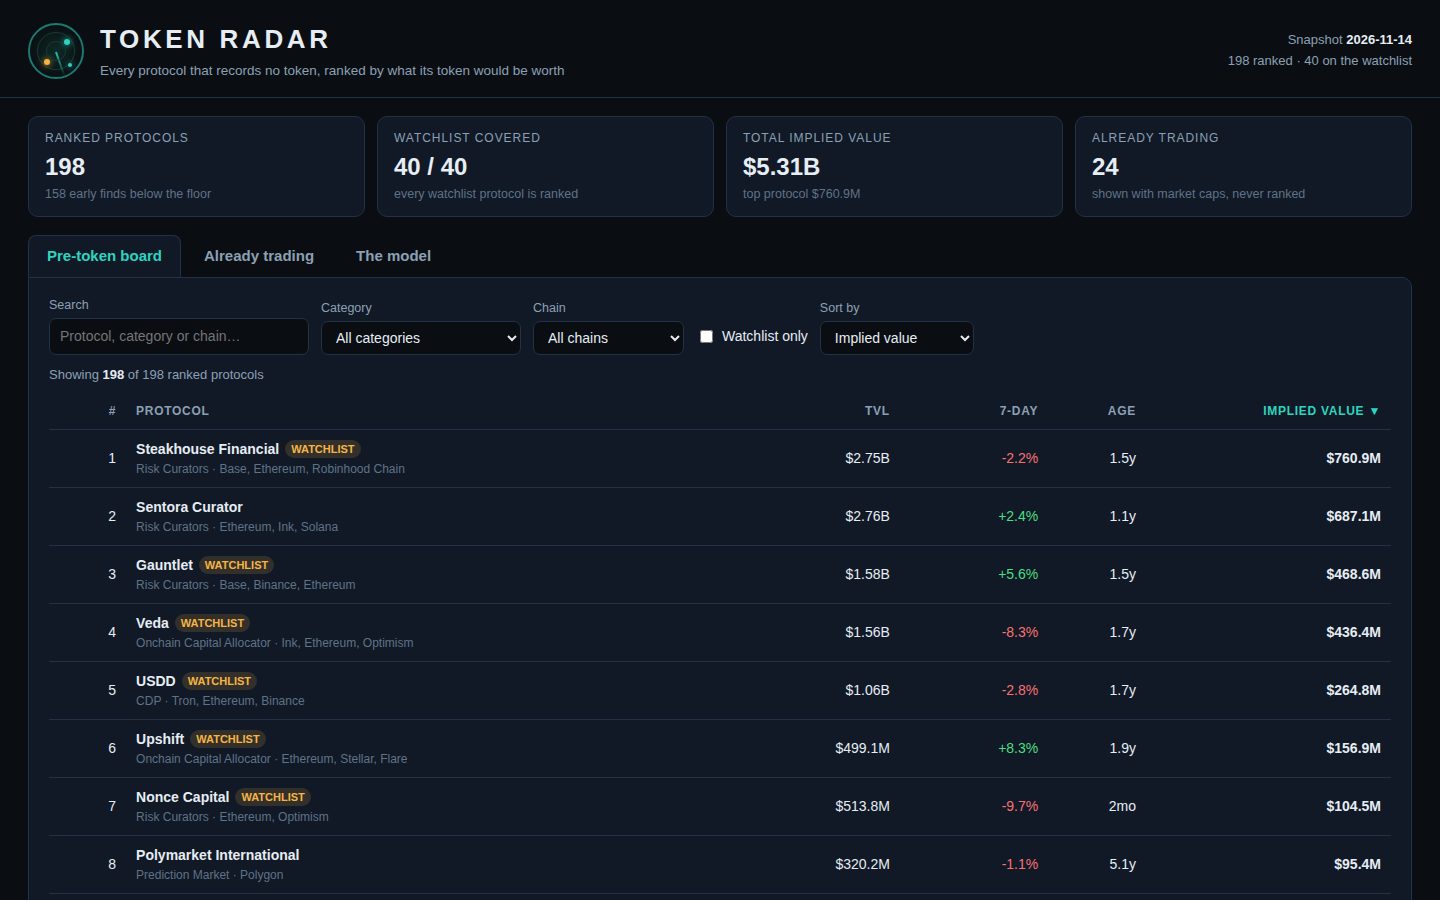 TOKEN RADAR
Every protocol that records no token, ranked by what its token would be worth
Snapshot 2026-11-14
198 ranked · 40 on the watchlist
RANKED PROTOCOLS
198
158 early finds below the floor
WATCHLIST COVERED
40 / 40
every watchlist protocol is ranked
TOTAL IMPLIED VALUE
$5.31B
top protocol $760.9M
ALREADY TRADING
24
shown with market caps, never ranked
Pre-token board Already trading The model
Search Category Chain Sort by
Protocol, category or chain… All categories All chains Watchlist only Implied value
Showing 198 of 198 ranked protocols
# PROTOCOL TVL 7-DAY AGE IMPLIED VALUE ▼
1 Steakhouse Financial WATCHLIST $2.75B -2.2% 1.5y $760.9M
Risk Curators · Base, Ethereum, Robinhood Chain
2 Sentora Curator $2.76B +2.4% 1.1y $687.1M
Risk Curators · Ethereum, Ink, Solana
3 Gauntlet WATCHLIST $1.58B +5.6% 1.5y $468.6M
Risk Curators · Base, Binance, Ethereum
4 Veda WATCHLIST $1.56B -8.3% 1.7y $436.4M
Onchain Capital Allocator · Ink, Ethereum, Optimism
5 USDD WATCHLIST $1.06B -2.8% 1.7y $264.8M
CDP · Tron, Ethereum, Binance
6 Upshift WATCHLIST $499.1M +8.3% 1.9y $156.9M
Onchain Capital Allocator · Ethereum, Stellar, Flare
7 Nonce Capital WATCHLIST $513.8M -9.7% 2mo $104.5M
Risk Curators · Ethereum, Optimism
8 Polymarket International $320.2M -1.1% 5.1y $95.4M
Prediction Market · Polygon